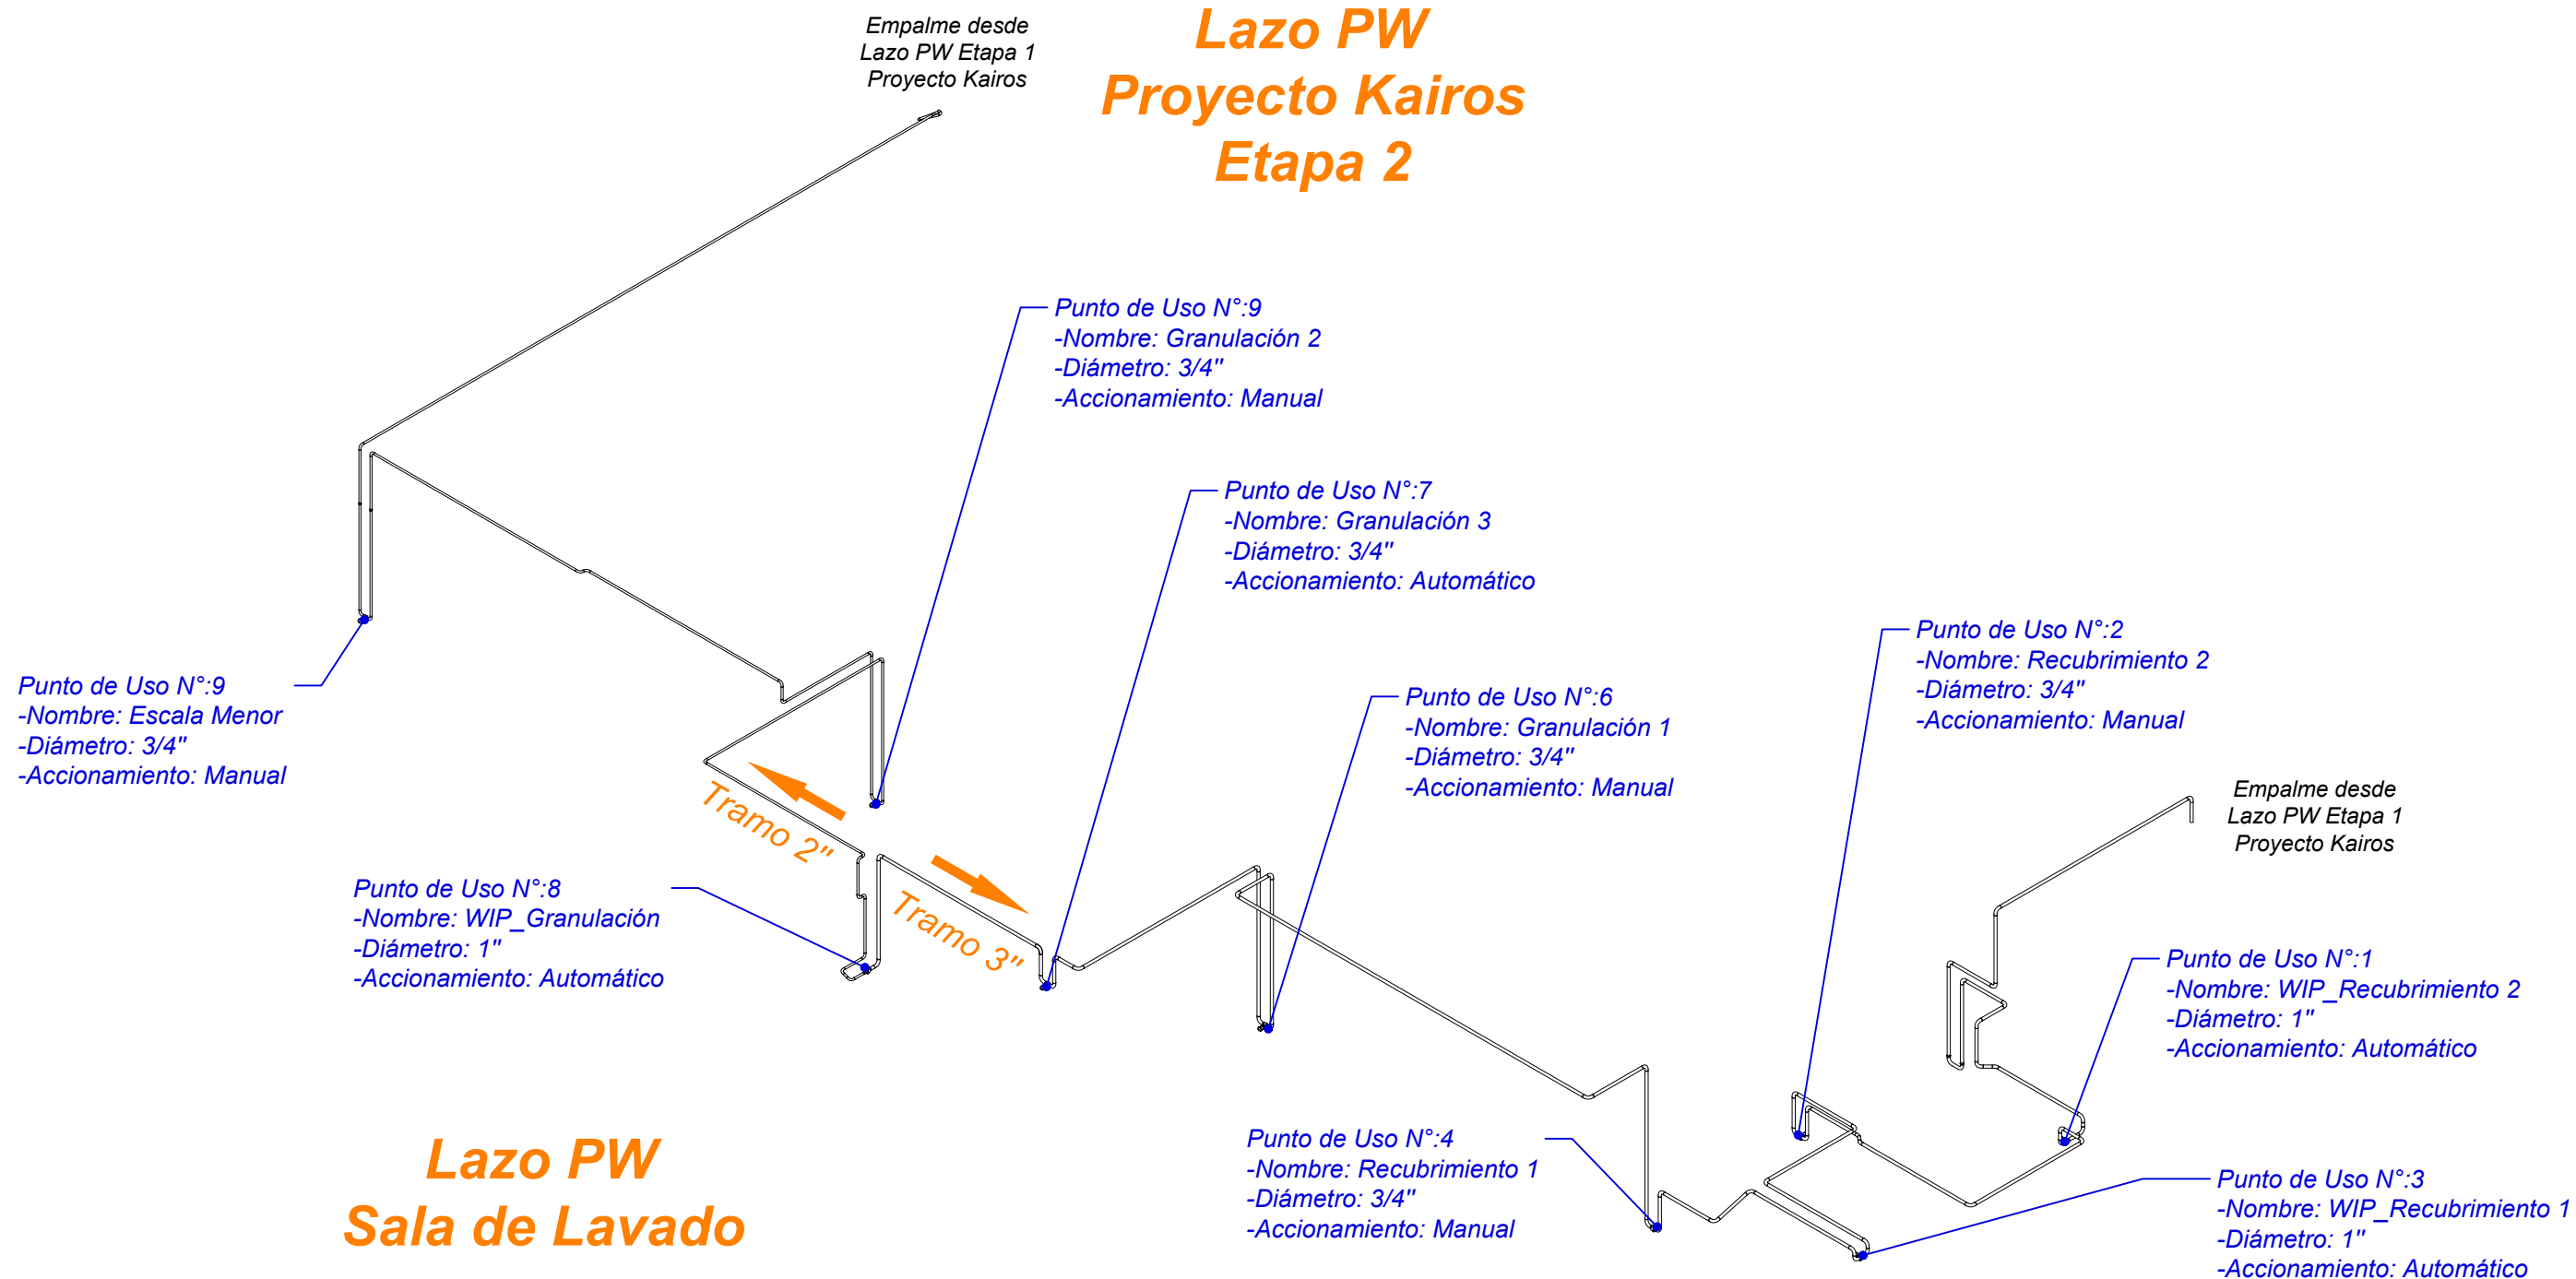 Empalme desde
Lazo PW Etapa 1
Proyecto Kairos
Lazo PW
Proyecto Kairos
Etapa 2
Punto de Uso N°:9
-Nombre: Granulación 2
-Diámetro: 3/4"
-Accionamiento: Manual
Punto de Uso N°:7
-Nombre: Granulación 3
-Diámetro: 3/4"
-Accionamiento: Automático
Punto de Uso N°:9
-Nombre: Escala Menor
-Diámetro: 3/4"
-Accionamiento: Manual
Punto de Uso N°:6
-Nombre: Granulación 1
-Diámetro: 3/4"
-Accionamiento: Manual
Punto de Uso N°:2
-Nombre: Recubrimiento 2
-Diámetro: 3/4"
-Accionamiento: Manual
Empalme desde
Lazo PW Etapa 1
Proyecto Kairos
Tramo 2"
Tramo 3"
Punto de Uso N°:8
-Nombre: WIP_Granulación
-Diámetro: 1"
-Accionamiento: Automático
Punto de Uso N°:1
-Nombre: WIP_Recubrimiento 2
-Diámetro: 1"
-Accionamiento: Automático
Punto de Uso N°:4
-Nombre: Recubrimiento 1
-Diámetro: 3/4"
-Accionamiento: Manual
Punto de Uso N°:3
-Nombre: WIP_Recubrimiento 1
-Diámetro: 1"
-Accionamiento: Automático
Lazo PW
Sala de Lavado